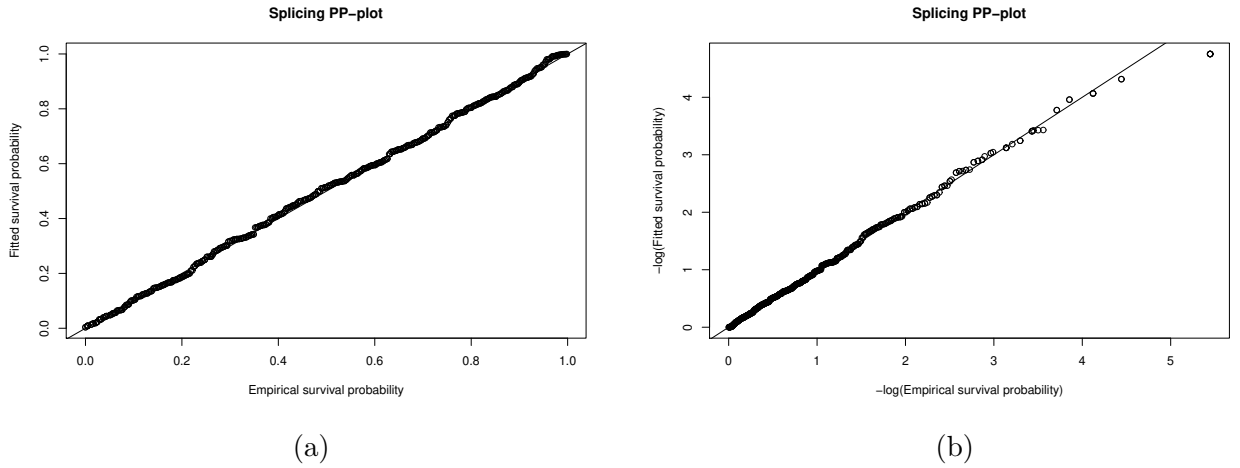 Splicing PP−plot
Fitted survival probability
1.0
0.8
0.6
0.4
0.2
0.0
0.0 0.2 0.4 0.6 0.8 1.0
Empirical survival probability
(a)
Splicing PP−plot
−log(Fitted survival probability)
4
3
2
1
0
0 1 2 3 4 5
−log(Empirical survival probability)
(b)